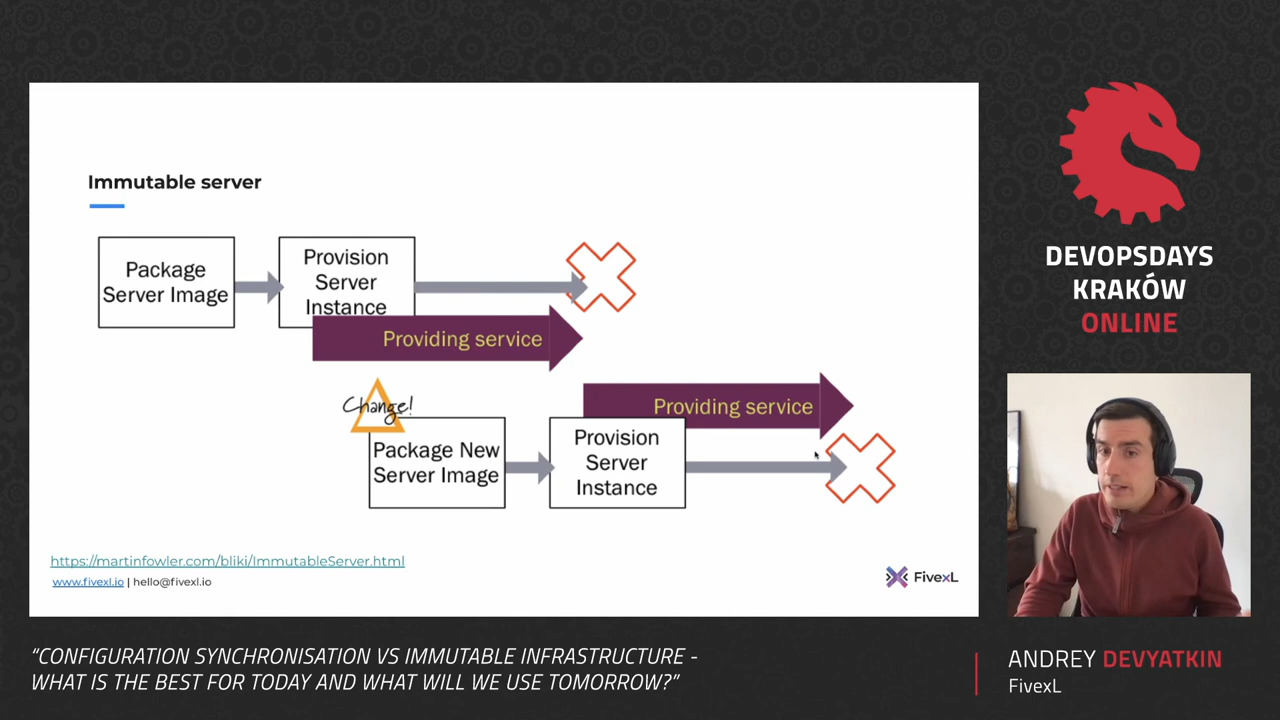 Immutable server
Package
Server Image
Provision
Server
Instance
Providing service
Change!
Providing service
Package New
Server Image
Provision
Server
Instance
https://martinfowler.com/bliki/ImmutableServer.html
www.fivexl.io | hello@fivexl.io
FivexL
DEVOPSDAYS
KRAKÓW
ONLINE
“CONFIGURATION SYNCHRONISATION VS IMMUTABLE INFRASTRUCTURE -
WHAT IS THE BEST FOR TODAY AND WHAT WILL WE USE TOMORROW?”
ANDREY DEVYATKIN
FivexL